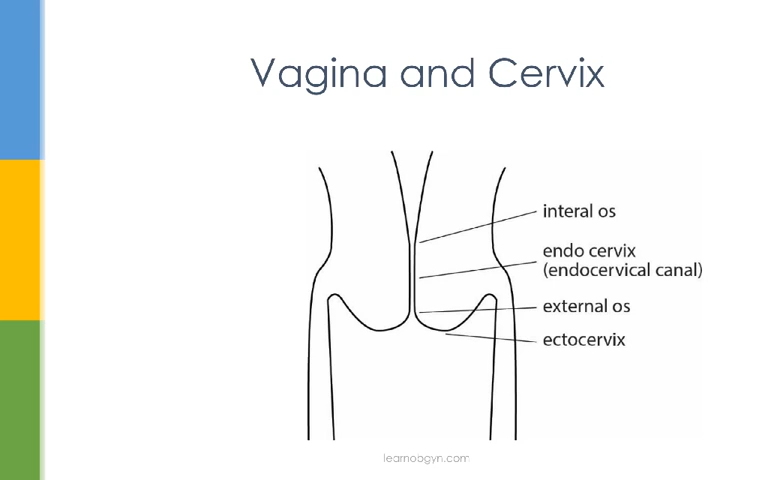 Vagina and Cervix
interal os
endo cervix
(endocervical canal)
external os
ectocervix
learnobgyn.com